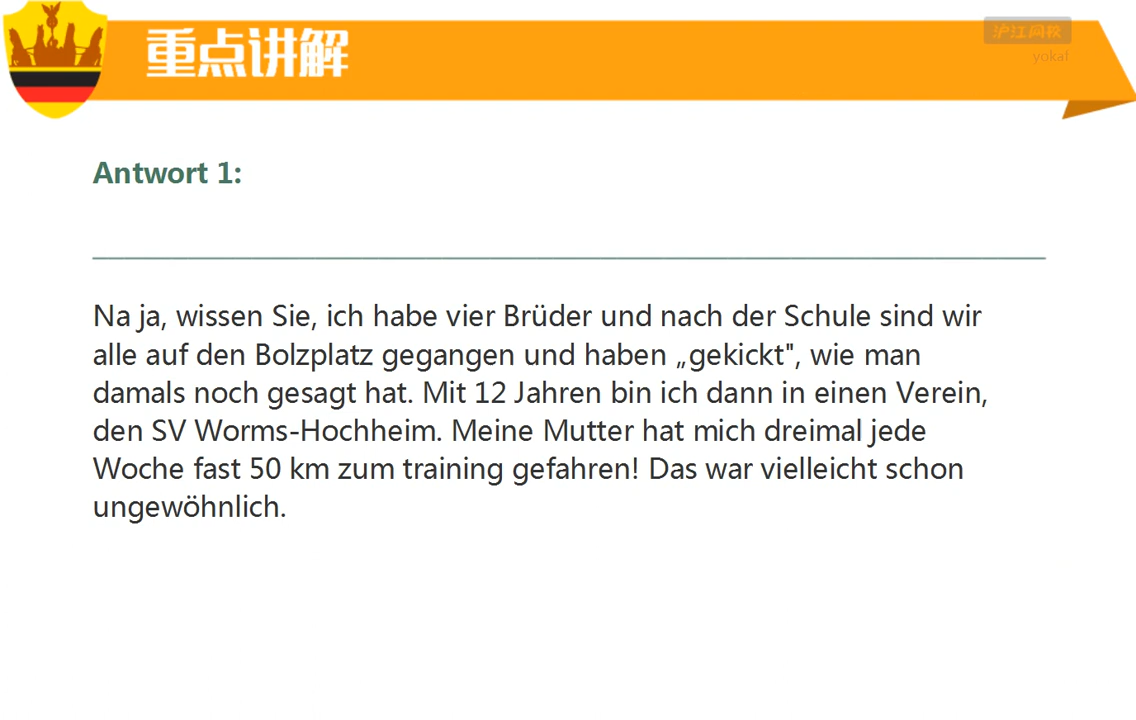 重点讲解
沪江网校
yoka1
Antwort 1:
Na ja, wissen Sie, ich habe vier Brüder und nach der Schule sind wir
alle auf den Bolzplatz gegangen und haben „gekickt", wie man
damals noch gesagt hat. Mit 12 Jahren bin ich dann in einen Verein,
den SV Worms-Hochheim. Meine Mutter hat mich dreimal jede
Woche fast 50 km zum training gefahren! Das war vielleicht schon
ungewöhnlich.